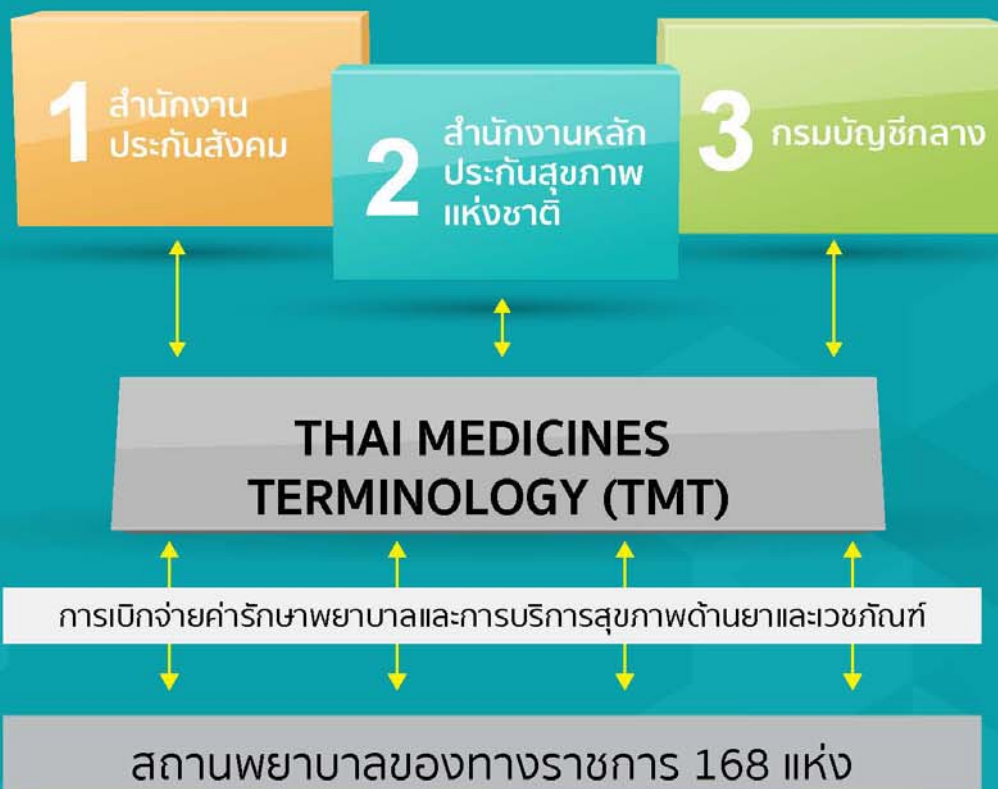 1
สำนักงาน
ประกันสังคม
2
สำนักงานหลัก
ประกันสุขภาพ
แห่งชาติ
3
กรมบัญชีกลาง
THAI MEDICINES
TERMINOLOGY (TMT)
การเบิกจ่ายค่ารักษาพยาบาลและการบริการสุขภาพด้านยาและเวชภัณฑ์
สถานพยาบาลของทางราชการ 168 แห่ง